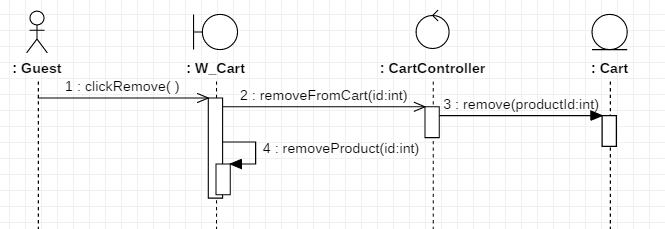 : Guest
: W_Cart
: CartController
: Cart
1 : clickRemove( )
2 : removeFromCart(id:int)
3 : remove(productId:int)
4 : removeProduct(id:int)